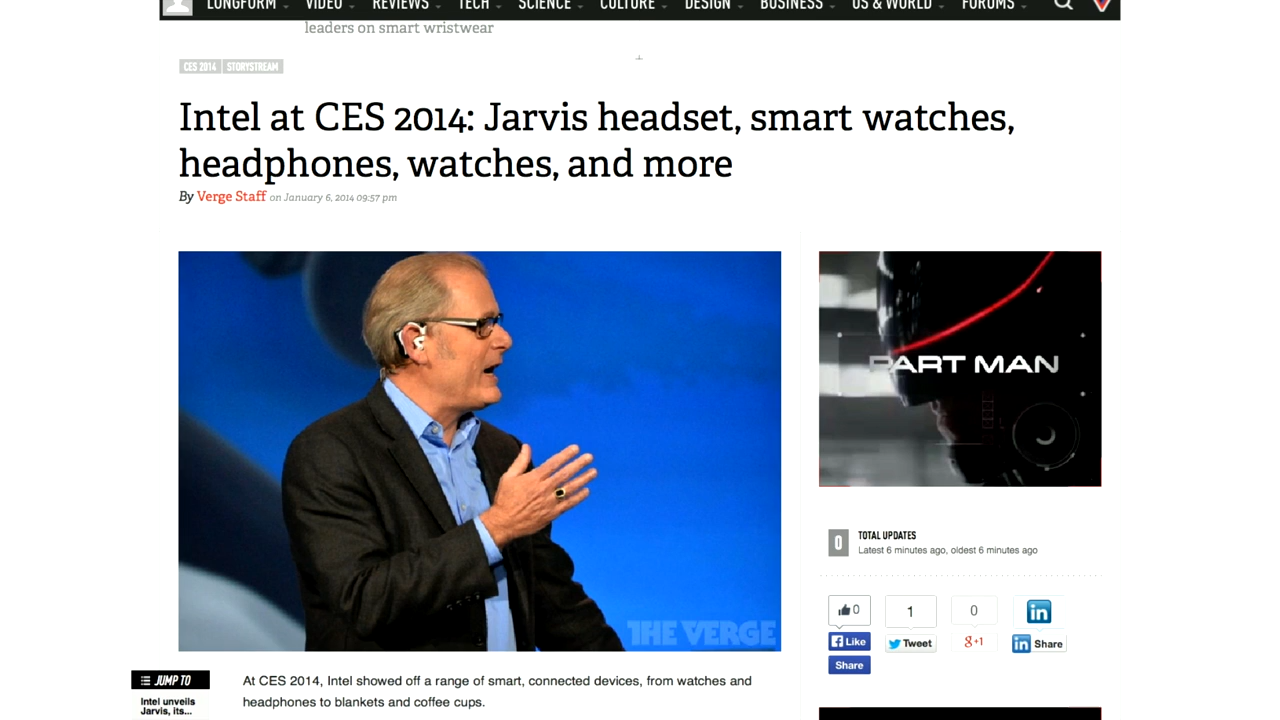 LONGFORM VIDEO REVIEWS TECH SCIENCE CULTURE DESIGN BUSINESS US & WORLD FORUMS
leaders on smart wristwear
CES 2014 STORYSTREAM
Intel at CES 2014: Jarvis headset, smart watches,
headphones, watches, and more
By Verge Staff on January 6, 2014 09:57 pm
PART MAN
THE VERGE
0 TOTAL UPDATES
Latest 6 minutes ago, oldest 6 minutes ago
0 1 0 in
Like Tweet g+1 in Share
Share
JUMP TO
Intel unveils
Jarvis, its...
At CES 2014, Intel showed off a range of smart, connected devices, from watches and
headphones to blankets and coffee cups.